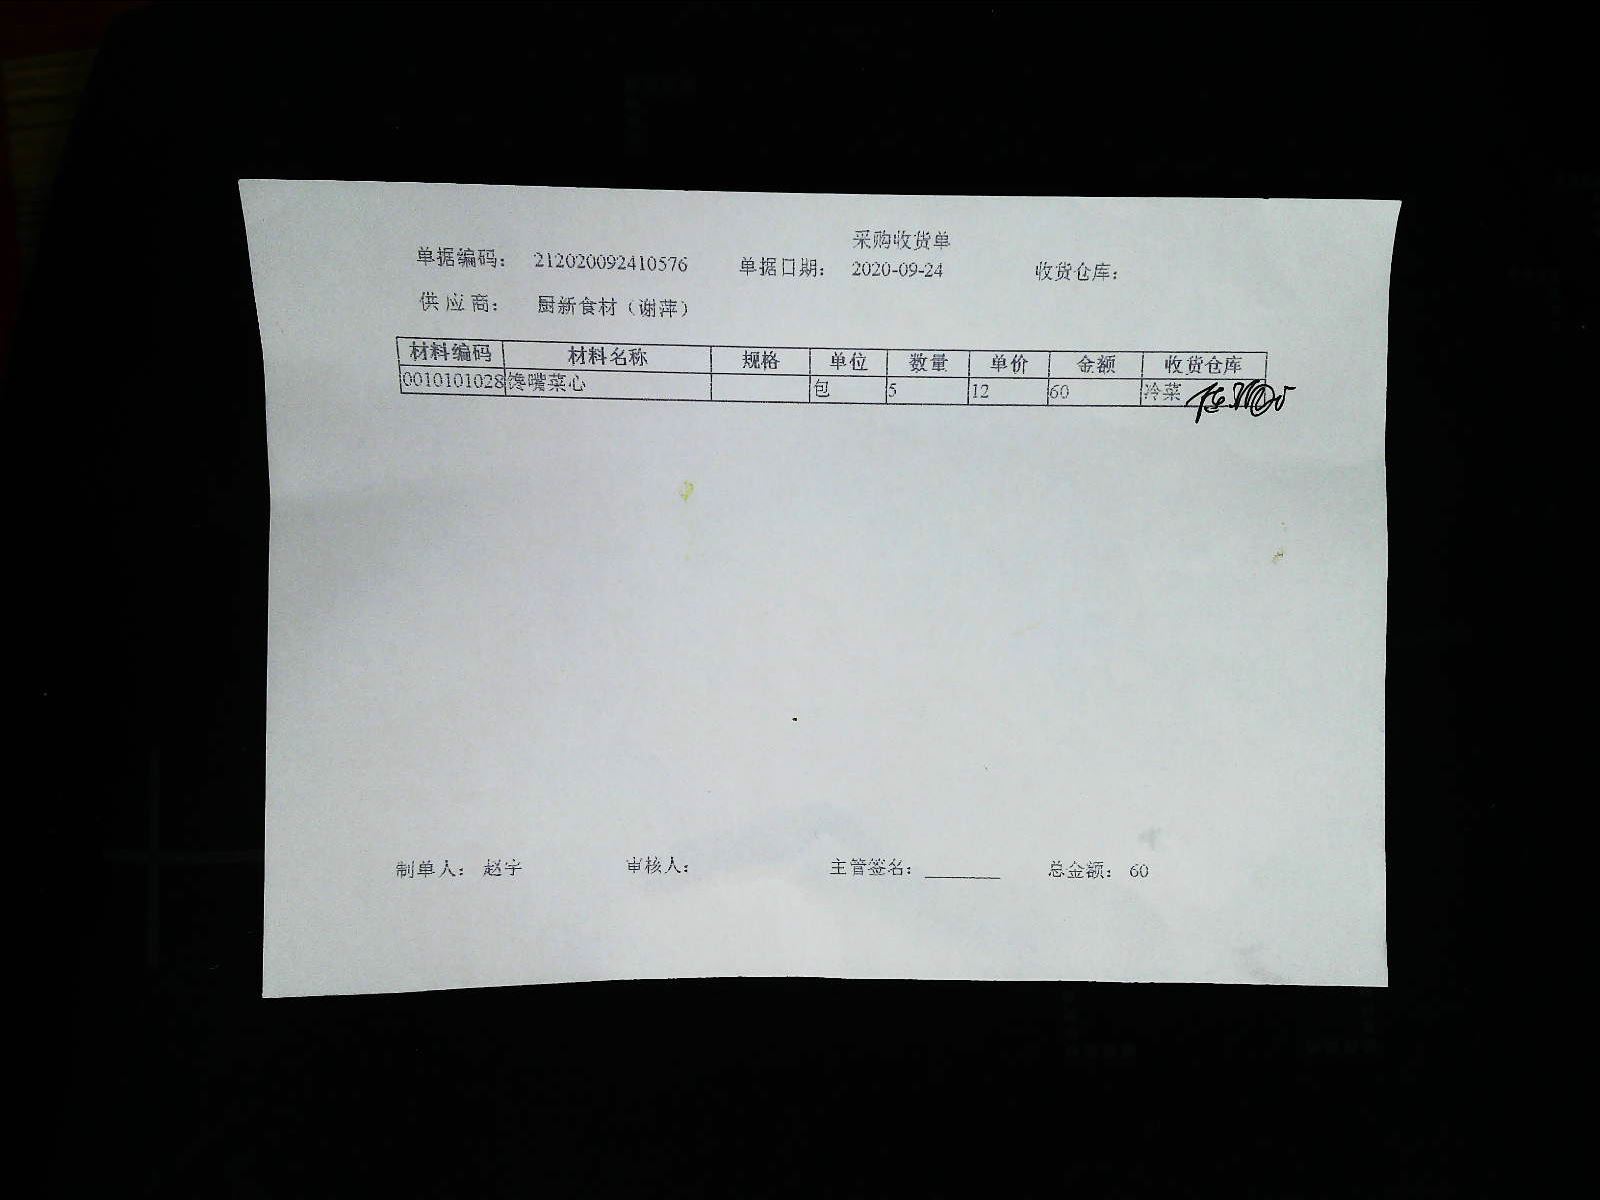 采购收货单
单据编码： 212020092410576 单据日期： 2020-09-24 收货仓库：
供 应 商： 厨新食材（谢萍）
材料编码 材料名称 规格 单位 数量 单价 金额 收货仓库
0010101028 馋嘴菜心 包 5 12 60 冷菜
制单人： 赵宇 审核人： 主管签名： ________ 总金额： 60